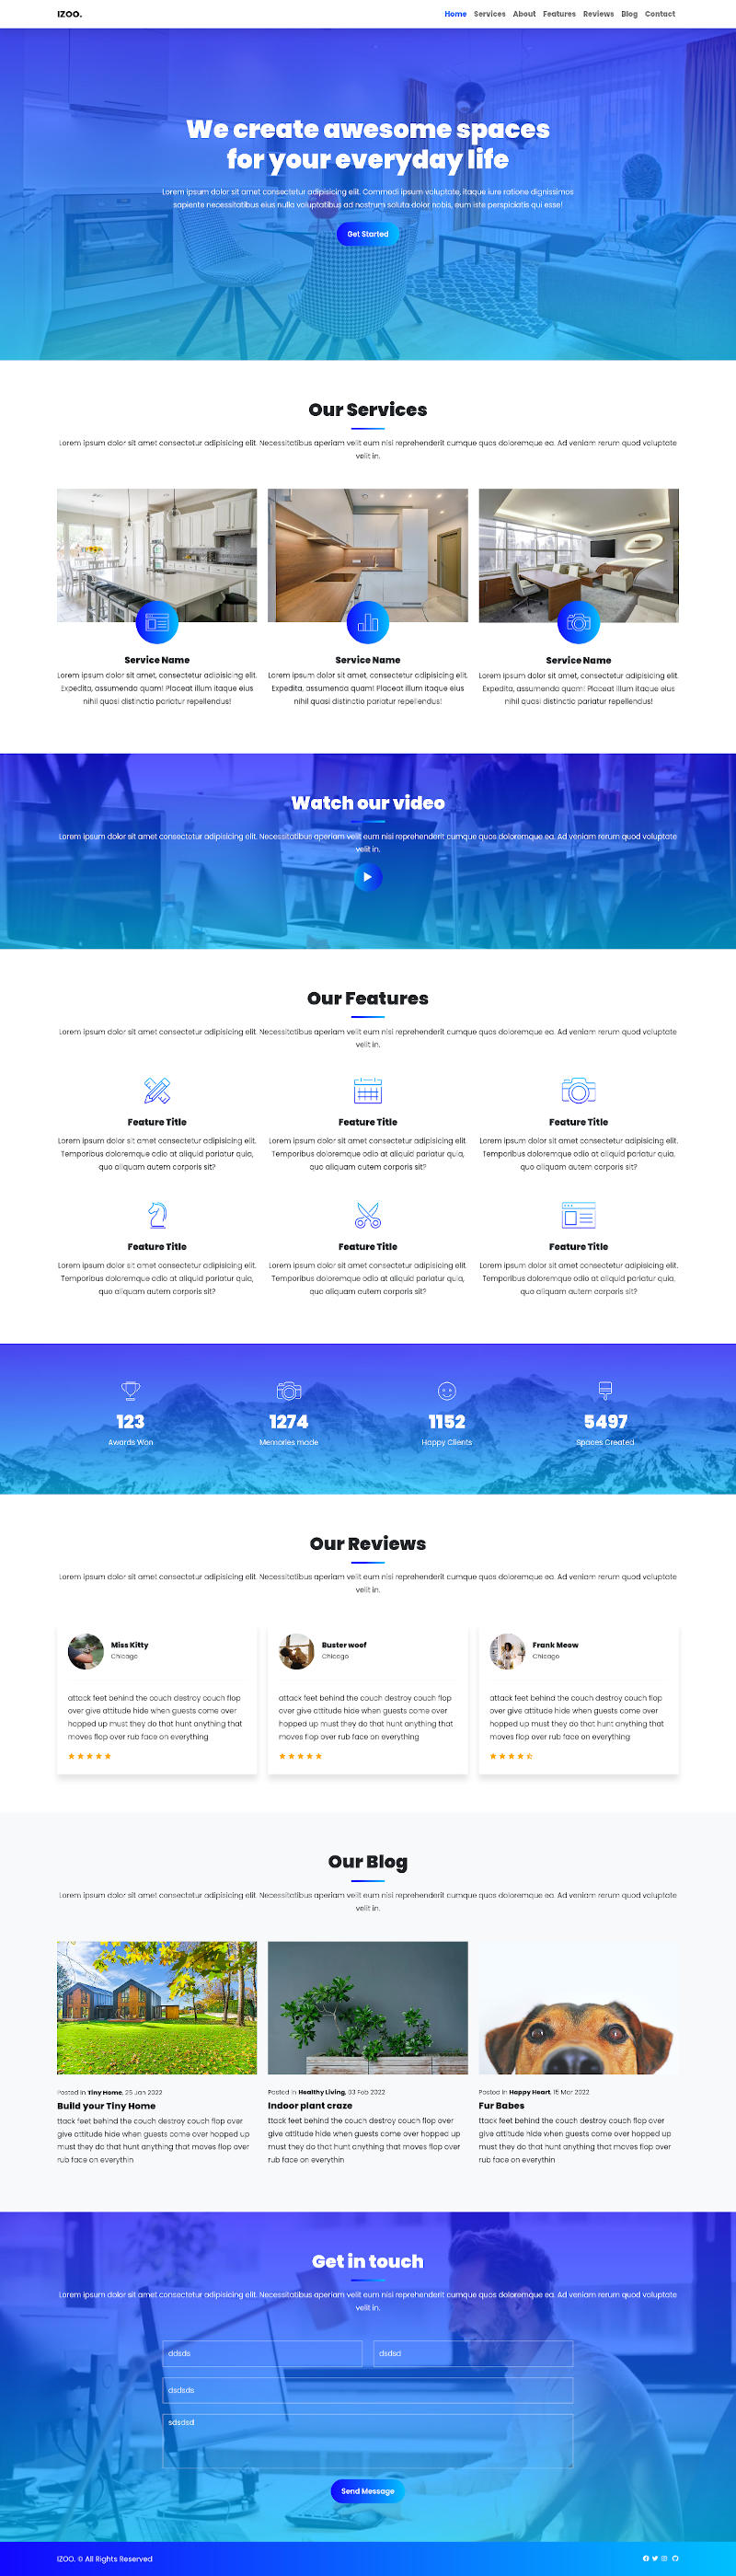 IZOO.
Home Services About Features Reviews Blog Contact
We create awesome spaces
for your everyday life
Lorem ipsum dolor sit amet consectetur adipisicing elit. Commodi ipsum voluptate, itaque iure ratione dignissimos
sapiente necessitatibus eius nulla voluptatibus ad nostrum soluta dolor nobis, eum iste perspiciatis qui esse!
Get Started
Our Services
Lorem ipsum dolor sit amet consectetur adipisicing elit. Necessitatibus aperiam velit eum nisi reprehenderit cumque quos doloremque ea. Ad veniam rerum quod voluptate
velit in.
Service Name
Lorem ipsum dolor sit amet, consectetur adipisicing elit.
Expedita, assumenda quam! Placeat illum itaque eius
nihil quasi distinctio pariatur repellendus!
Service Name
Lorem ipsum dolor sit amet, consectetur adipisicing elit.
Expedita, assumenda quam! Placeat illum itaque eius
nihil quasi distinctio pariatur repellendus!
Service Name
Lorem ipsum dolor sit amet, consectetur adipisicing elit.
Expedita, assumenda quam! Placeat illum itaque eius
nihil quasi distinctio pariatur repellendus!
Watch our video
Lorem ipsum dolor sit amet consectetur adipisicing elit. Necessitatibus aperiam velit eum nisi reprehenderit cumque quos doloremque ea. Ad veniam rerum quod voluptate
velit in.
Our Features
Lorem ipsum dolor sit amet consectetur adipisicing elit. Necessitatibus aperiam velit eum nisi reprehenderit cumque quos doloremque ea. Ad veniam rerum quod voluptate
velit in.
Feature Title
Lorem ipsum dolor sit amet consectetur adipisicing elit.
Temporibus doloremque odio at aliquid pariatur quia,
quo aliquam autem corporis sit?
Feature Title
Lorem ipsum dolor sit amet consectetur adipisicing elit.
Temporibus doloremque odio at aliquid pariatur quia,
quo aliquam autem corporis sit?
Feature Title
Lorem ipsum dolor sit amet consectetur adipisicing elit.
Temporibus doloremque odio at aliquid pariatur quia,
quo aliquam autem corporis sit?
Feature Title
Lorem ipsum dolor sit amet consectetur adipisicing elit.
Temporibus doloremque odio at aliquid pariatur quia,
quo aliquam autem corporis sit?
Feature Title
Lorem ipsum dolor sit amet consectetur adipisicing elit.
Temporibus doloremque odio at aliquid pariatur quia,
quo aliquam autem corporis sit?
Feature Title
Lorem ipsum dolor sit amet consectetur adipisicing elit.
Temporibus doloremque odio at aliquid pariatur quia,
quo aliquam autem corporis sit?
123
Awards Won
1274
Memories made
1152
Happy Clients
5497
Spaces Created
Our Reviews
Lorem ipsum dolor sit amet consectetur adipisicing elit. Necessitatibus aperiam velit eum nisi reprehenderit cumque quos doloremque ea. Ad veniam rerum quod voluptate
velit in.
Miss Kitty
Chicago
attack feet behind the couch destroy couch flop
over give attitude hide when guests come over
hopped up must they do that hunt anything that
moves flop over rub face on everything
Buster woof
Chicago
attack feet behind the couch destroy couch flop
over give attitude hide when guests come over
hopped up must they do that hunt anything that
moves flop over rub face on everything
Frank Meow
Chicago
attack feet behind the couch destroy couch flop
over give attitude hide when guests come over
hopped up must they do that hunt anything that
moves flop over rub face on everything
Our Blog
Lorem ipsum dolor sit amet consectetur adipisicing elit. Necessitatibus aperiam velit eum nisi reprehenderit cumque quos doloremque ea. Ad veniam rerum quod voluptate
velit in.
Posted in Tiny Home, 25 Jan 2022
Build your Tiny Home
ttack feet behind the couch destroy couch flop over
give attitude hide when guests come over hopped up
must they do that hunt anything that moves flop over
rub face on everythin
Posted in Healthy Living, 03 Feb 2022
Indoor plant craze
ttack feet behind the couch destroy couch flop over
give attitude hide when guests come over hopped up
must they do that hunt anything that moves flop over
rub face on everythin
Posted in Happy Heart, 15 Mar 2022
Fur Babes
ttack feet behind the couch destroy couch flop over
give attitude hide when guests come over hopped up
must they do that hunt anything that moves flop over
rub face on everythin
Get in touch
Lorem ipsum dolor sit amet consectetur adipisicing elit. Necessitatibus aperiam velit eum nisi reprehenderit cumque quos doloremque ea. Ad veniam rerum quod voluptate
velit in.
ddsds
dsdsd
dsdsds
sdsdsd
Send Message
IZOO. © All Rights Reserved